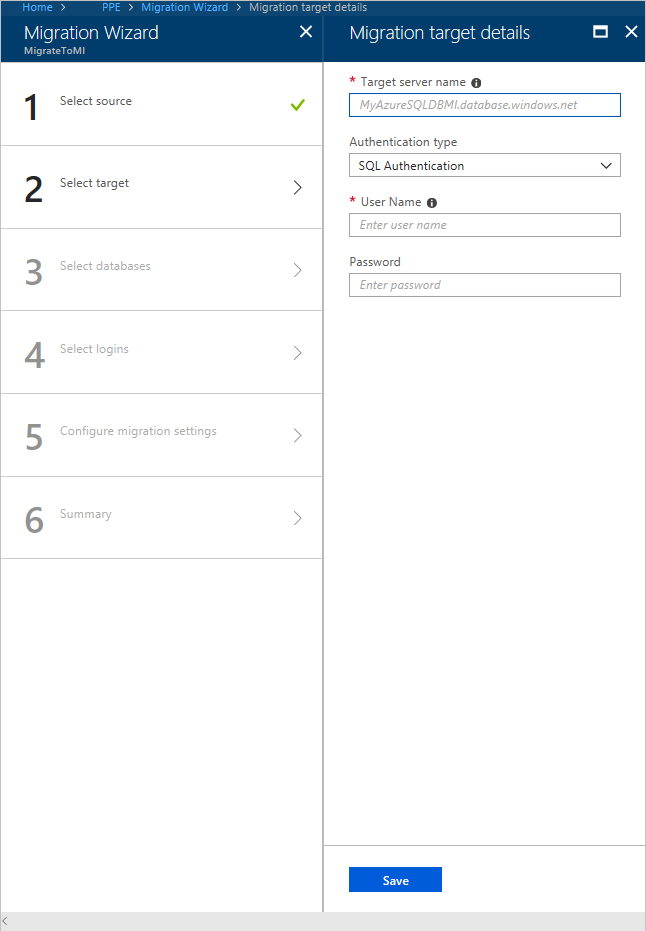 Home > PPE > Migration Wizard > Migration target details
Migration Wizard
MigrateToMI
1 Select source
2 Select target
3 Select databases
4 Select logins
5 Configure migration settings
6 Summary
Migration target details
* Target server name
MyAzureSQLDBMI.database.windows.net
Authentication type
SQL Authentication
* User Name
Enter user name
Password
Enter password
Save